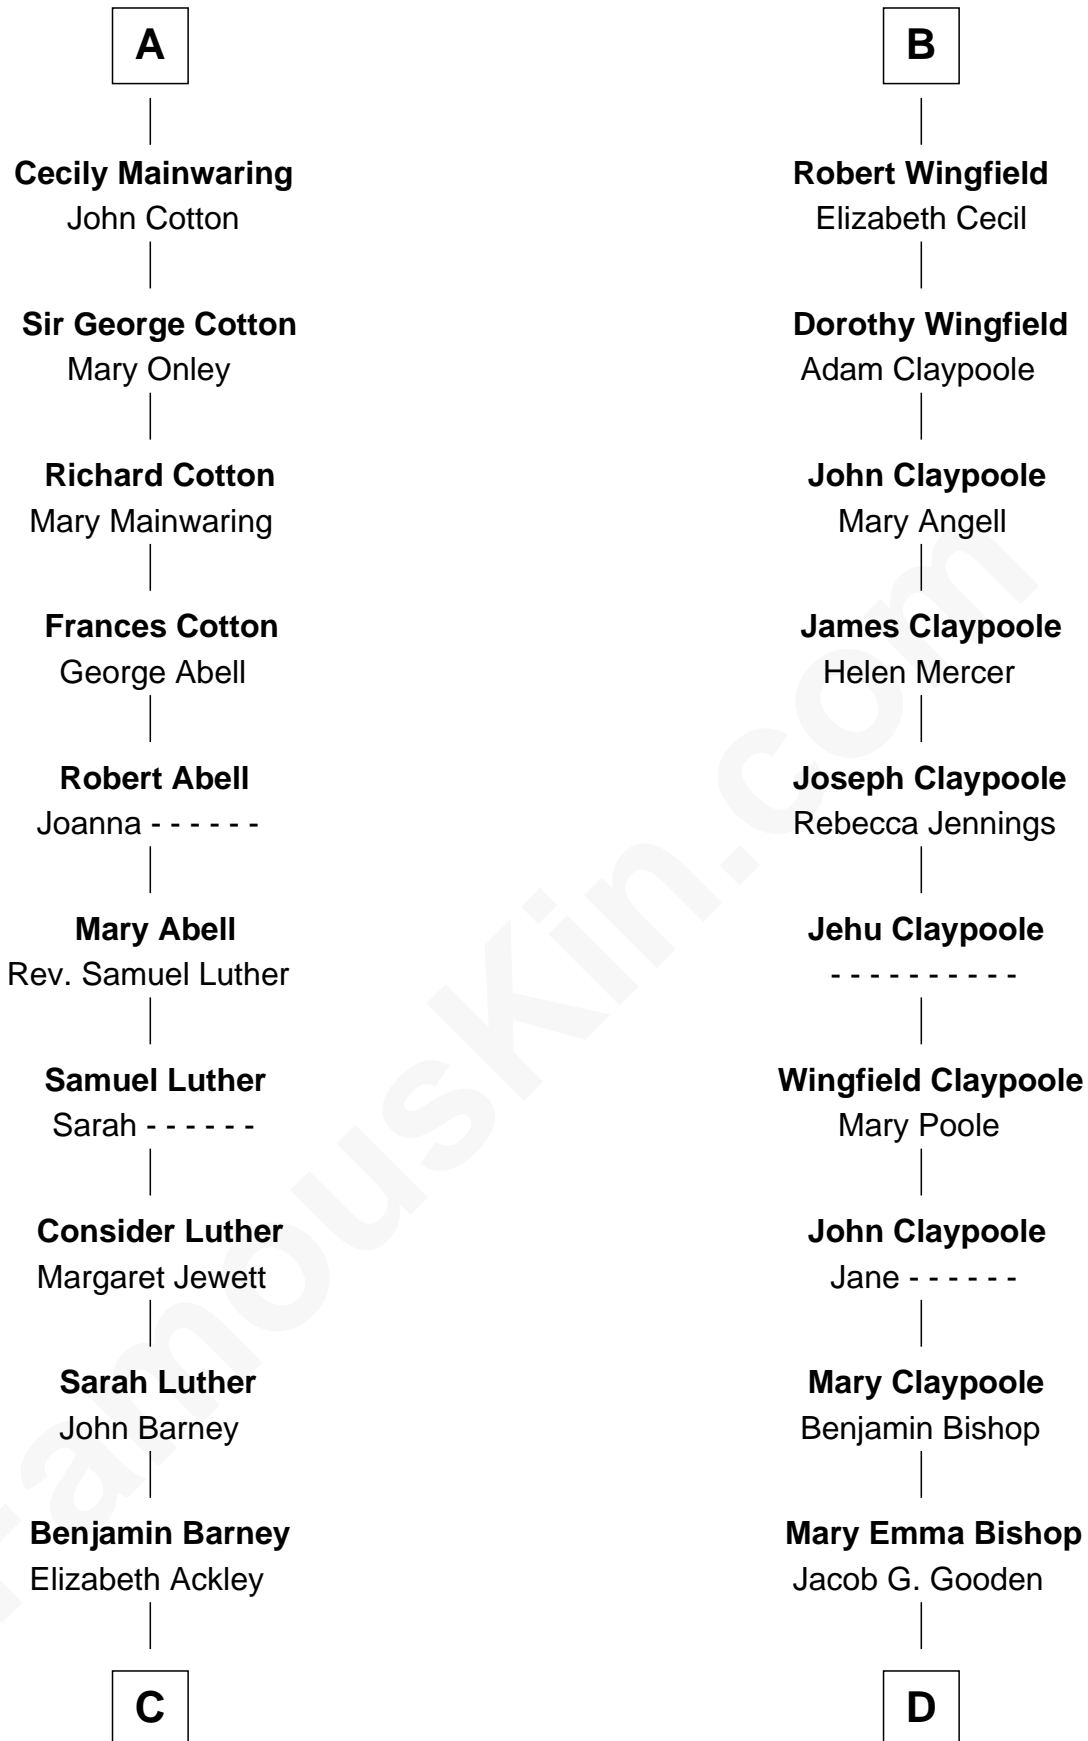 A
Cecily Mainwaring
John Cotton
Sir George Cotton
Mary Onley
Richard Cotton
Mary Mainwaring
Frances Cotton
George Abell
Robert Abell
Joanna - - - - - -
Mary Abell
Rev. Samuel Luther
Samuel Luther
Sarah - - - - - -
Consider Luther
Margaret Jewett
Sarah Luther
John Barney
Benjamin Barney
Elizabeth Ackley
C
B
Robert Wingfield
Elizabeth Cecil
Dorothy Wingfield
Adam Claypoole
John Claypoole
Mary Angell
James Claypoole
Helen Mercer
Joseph Claypoole
Rebecca Jennings
Jehu Claypoole
- - - - - - - - - -
Wingfield Claypoole
Mary Poole
John Claypoole
Jane - - - - - -
Mary Claypoole
Benjamin Bishop
Mary Emma Bishop
Jacob G. Gooden
D
FamousKin.com